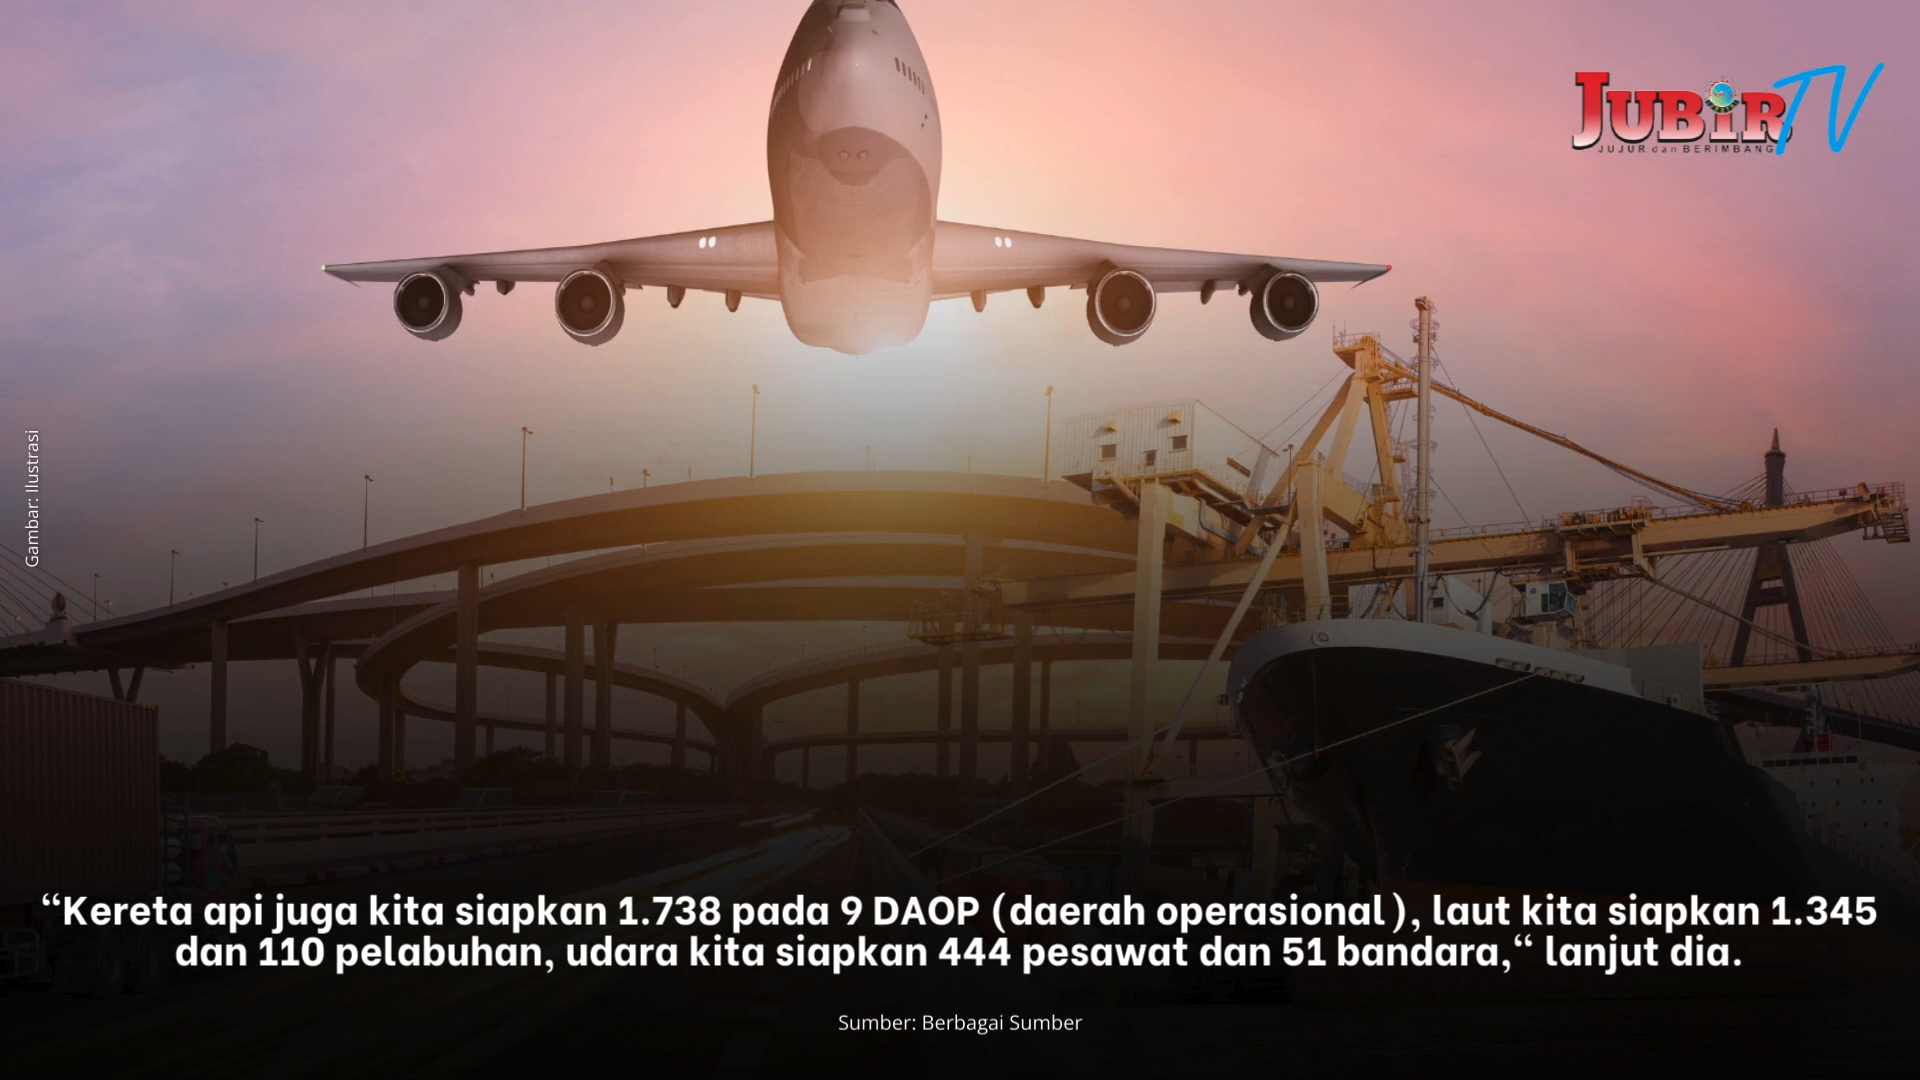 JUBIR TV
JUJUR dan BERIMBANG
Gambar: Ilustrasi
“Kereta api juga kita siapkan 1.738 pada 9 DAOP (daerah operasional), laut kita siapkan 1.345
dan 110 pelabuhan, udara kita siapkan 444 pesawat dan 51 bandara,“ lanjut dia.
Sumber: Berbagai Sumber